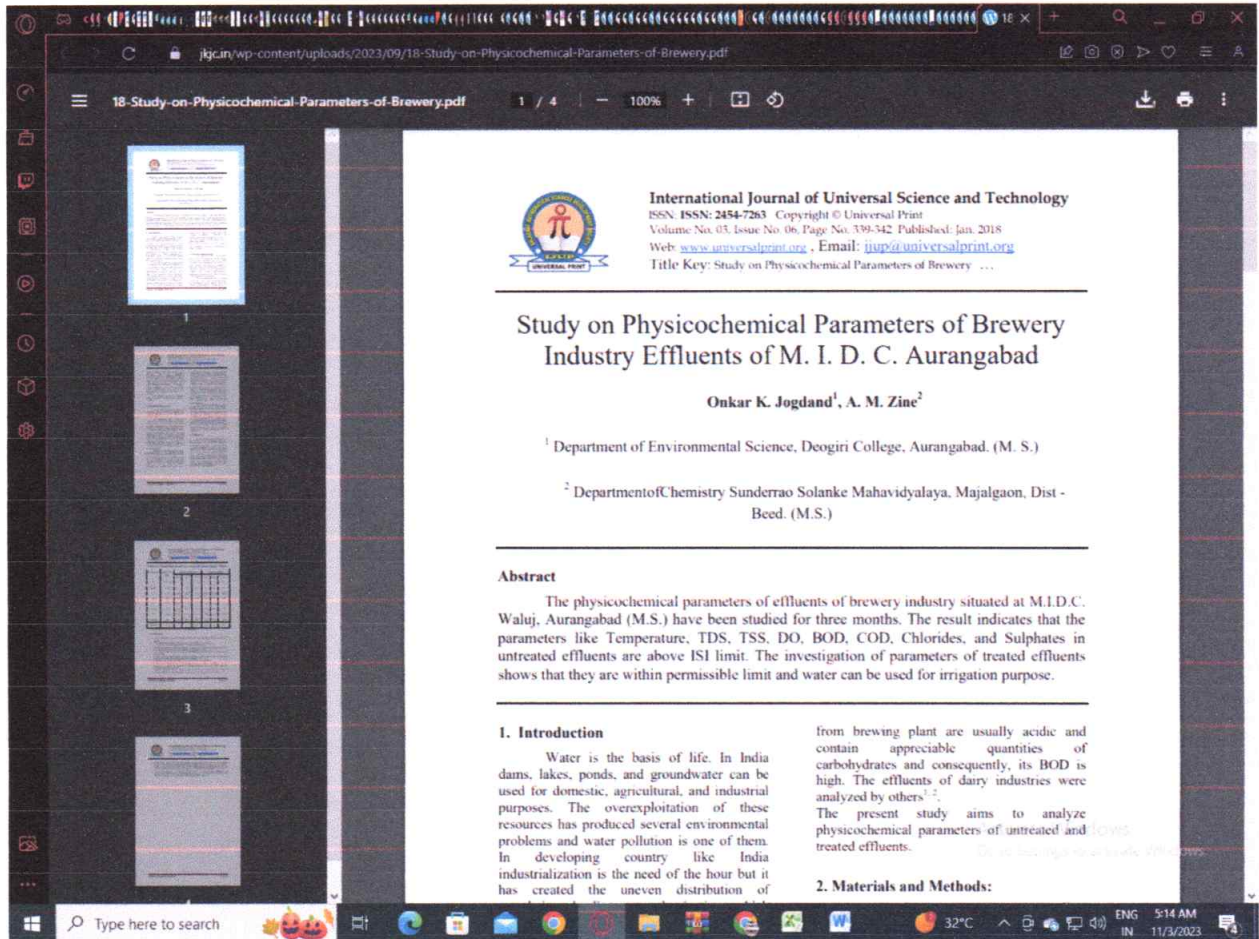 18
jkjc.in/wp-content/uploads/2023/09/18-Study-on-Physicochemical-Parameters-of-Brewery.pdf
18-Study-on-Physicochemical-Parameters-of-Brewery.pdf
1 / 4
100%
1
2
3
UNIVERSAL PRINT
International Journal of Universal Science and Technology
ISSN: ISSN: 2454-7263 Copyright © Universal Print
Volume No. 03, Issue No. 06, Page No. 339-342 Published: Jan. 2018
Web: www.universalprint.org , Email: ijup@universalprint.org
Title Key: Study on Physicochemical Parameters of Brewery …
Study on Physicochemical Parameters of Brewery
Industry Effluents of M. I. D. C. Aurangabad
Onkar K. Jogdand1, A. M. Zine2
1 Department of Environmental Science, Deogiri College, Aurangabad. (M. S.)
2 DepartmentofChemistry Sunderrao Solanke Mahavidyalaya, Majalgaon, Dist -
Beed. (M.S.)
Abstract
The physicochemical parameters of effluents of brewery industry situated at M.I.D.C.
Waluj, Aurangabad (M.S.) have been studied for three months. The result indicates that the
parameters like Temperature, TDS, TSS, DO, BOD, COD, Chlorides, and Sulphates in
untreated effluents are above ISI limit. The investigation of parameters of treated effluents
shows that they are within permissible limit and water can be used for irrigation purpose.
1. Introduction
Water is the basis of life. In India
dams, lakes, ponds, and groundwater can be
used for domestic, agricultural, and industrial
purposes. The overexploitation of these
resources has produced several environmental
problems and water pollution is one of them.
In developing country like India
industrialization is the need of the hour but it
has created the uneven distribution of
from brewing plant are usually acidic and
contain appreciable quantities of
carbohydrates and consequently, its BOD is
high. The effluents of dairy industries were
analyzed by others1, 2.
The present study aims to analyze
physicochemical parameters of untreated and
treated effluents.
2. Materials and Methods:
Type here to search
32°C
ENG
IN
5:14 AM
11/3/2023
4